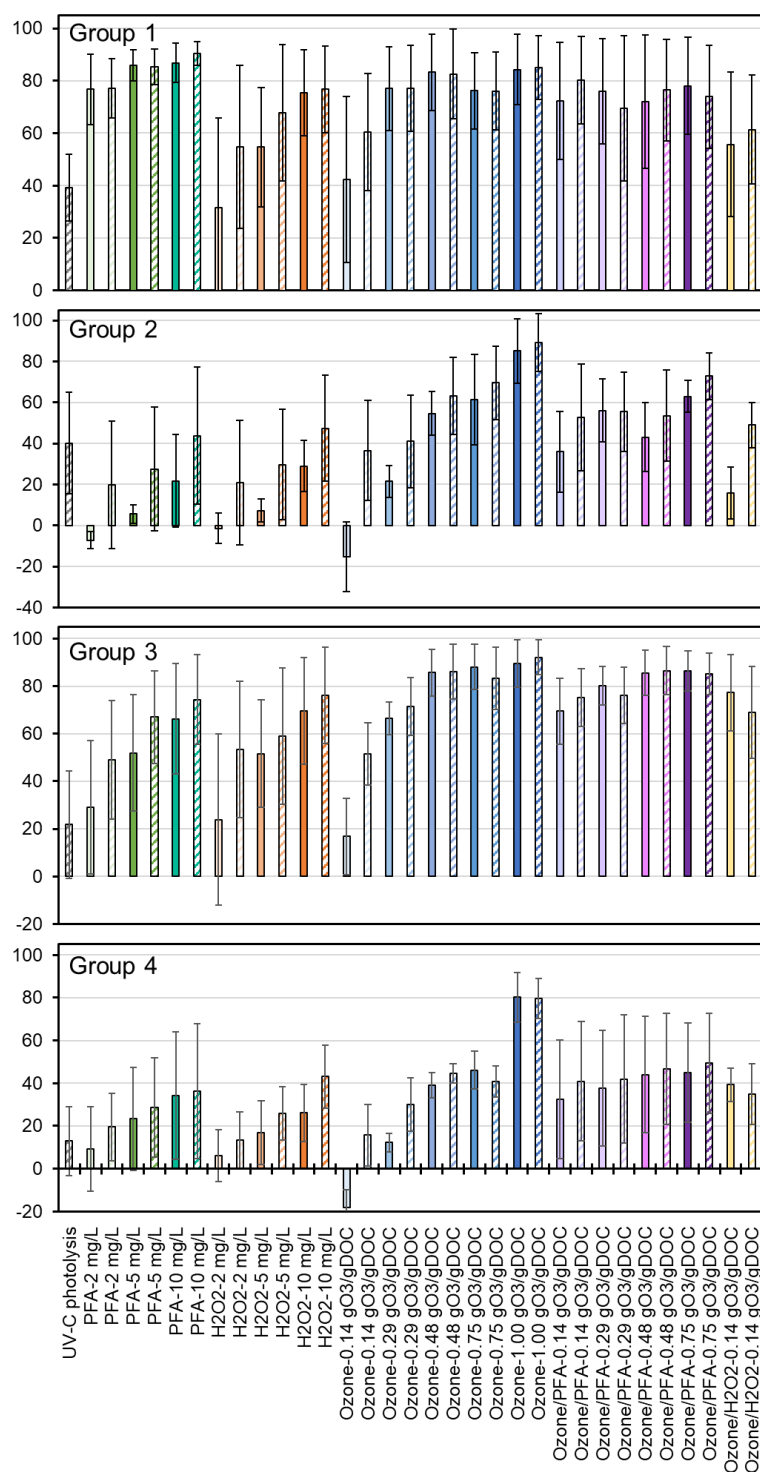 Group 1
100
80
60
40
20
0
Group 2
100
80
60
40
20
0
-20
-40
Group 3
100
80
60
40
20
0
-20
Group 4
100
80
60
40
20
0
-20
UV-C photolysis
PFA-2 mg/L
PFA-2 mg/L
PFA-5 mg/L
PFA-5 mg/L
PFA-10 mg/L
PFA-10 mg/L
H2O2-2 mg/L
H2O2-2 mg/L
H2O2-5 mg/L
H2O2-5 mg/L
H2O2-10 mg/L
H2O2-10 mg/L
Ozone-0.14 gO3/gDOC
Ozone-0.14 gO3/gDOC
Ozone-0.29 gO3/gDOC
Ozone-0.29 gO3/gDOC
Ozone-0.48 gO3/gDOC
Ozone-0.48 gO3/gDOC
Ozone-0.75 gO3/gDOC
Ozone-0.75 gO3/gDOC
Ozone-1.00 gO3/gDOC
Ozone-1.00 gO3/gDOC
Ozone/PFA-0.14 gO3/gDOC
Ozone/PFA-0.14 gO3/gDOC
Ozone/PFA-0.29 gO3/gDOC
Ozone/PFA-0.29 gO3/gDOC
Ozone/PFA-0.48 gO3/gDOC
Ozone/PFA-0.48 gO3/gDOC
Ozone/PFA-0.75 gO3/gDOC
Ozone/PFA-0.75 gO3/gDOC
Ozone/H2O2-0.14 gO3/gDOC
Ozone/H2O2-0.14 gO3/gDOC